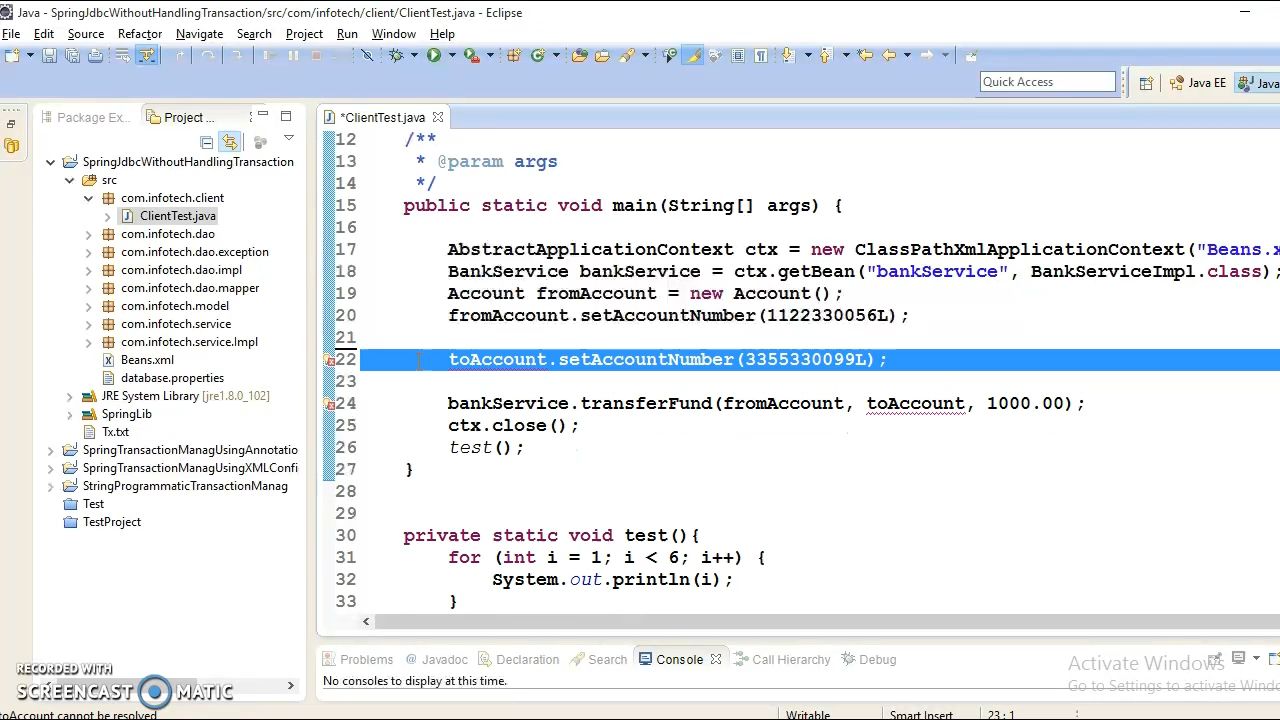 Java - SpringJdbcWithoutHandlingTransaction/src/com/infotech/client/ClientTest.java - Eclipse
File Edit Source Refactor Navigate Search Project Run Window Help
Quick Access
Java EE
Java
Package Ex...
Project ...
*ClientTest.java
SpringJdbcWithoutHandlingTransaction
src
com.infotech.client
ClientTest.java
com.infotech.dao
com.infotech.dao.exception
com.infotech.dao.impl
com.infotech.dao.mapper
com.infotech.model
com.infotech.service
com.infotech.service.Impl
Beans.xml
database.properties
JRE System Library [jre1.8.0_102]
SpringLib
Tx.txt
SpringTransactionManagUsingAnnotatio
SpringTransactionManagUsingXMLConfi
StringProgrammaticTransactionManag
Test
TestProject
12 /**
13 * @param args
14 */
15 public static void main(String[] args) {
16
17 AbstractApplicationContext ctx = new ClassPathXmlApplicationContext("Beans.x
18 BankService bankService = ctx.getBean("bankService", BankServiceImpl.class);
19 Account fromAccount = new Account();
20 fromAccount.setAccountNumber(1122330056L);
21
22 toAccount.setAccountNumber(3355330099L);
23
24 bankService.transferFund(fromAccount, toAccount, 1000.00);
25 ctx.close();
26 test();
27 }
28
29
30 private static void test(){
31 for (int i = 1; i < 6; i++) {
32 System.out.println(i);
33 }
Problems @ Javadoc Declaration Search Console Call Hierarchy Debug
No consoles to display at this time.
Activate Windows
Go to Settings to activate Windo
RECORDED WITH
SCREENCAST MATIC
toAccount cannot be resolved
Writable
Smart Insert
23 : 1